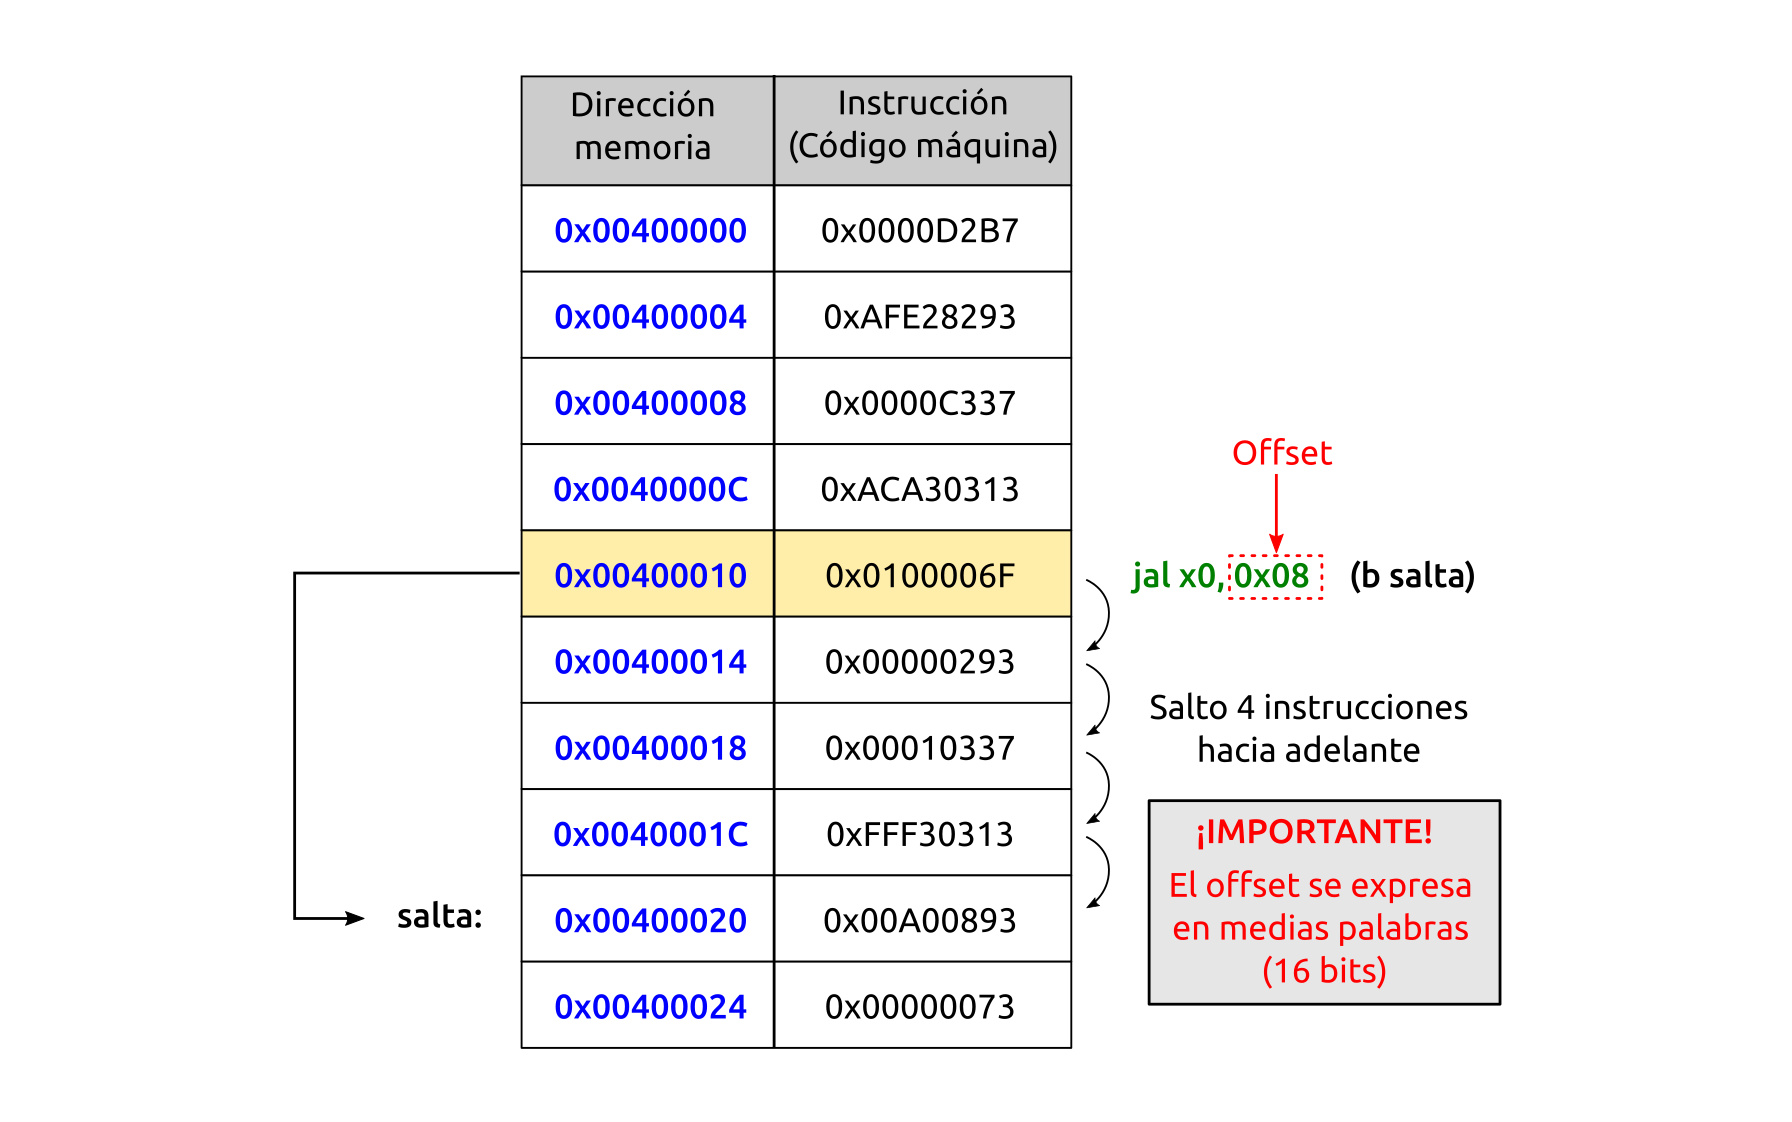 Dirección memoria
Instrucción (Código máquina)
0x00400000 0x0000D2B7
0x00400004 0xAFE28293
0x00400008 0x0000C337
0x0040000C 0xACA30313
Offset
0x00400010 0x0100006F
jal x0, 0x08 (b salta)
0x00400014 0x00000293
Salto 4 instrucciones
hacia adelante
0x00400018 0x00010337
0x0040001C 0xFFF30313
¡IMPORTANTE!
El offset se expresa
en medias palabras
(16 bits)
salta: 0x00400020 0x00A00893
0x00400024 0x00000073